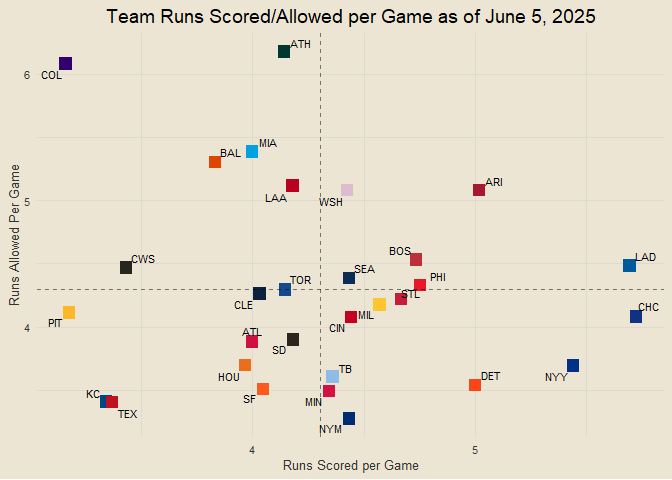 Team Runs Scored/Allowed per Game as of June 5, 2025
ATH
6
COL
MIA
BAL
ARI
LAA
5
WSH
BOS
LAD
CWS
SEA
PHI
TOR
STL
CLE
CHC
MIL
PIT
CIN
4
ATL
SD
TB
HOU
DET
NYY
KC
SF
MIN
TEX
NYM
4
5
Runs Scored per Game
Runs Allowed Per Game